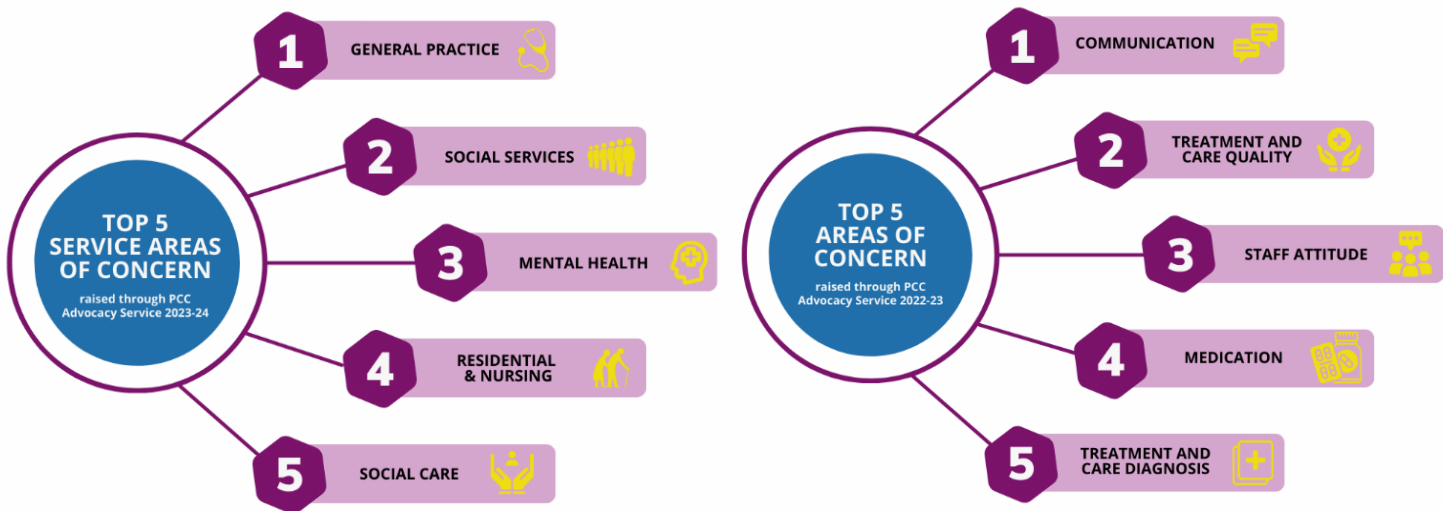 TOP 5
SERVICE AREAS
OF CONCERN
raised through PCC
Advocacy Service 2023-24
1
GENERAL PRACTICE
2
SOCIAL SERVICES
3
MENTAL HEALTH
4
RESIDENTIAL
& NURSING
5
SOCIAL CARE
TOP 5
AREAS OF
CONCERN
raised through PCC
Advocacy Service 2022-23
1
COMMUNICATION
2
TREATMENT AND
CARE QUALITY
3
STAFF ATTITUDE
4
MEDICATION
5
TREATMENT AND
CARE DIAGNOSIS